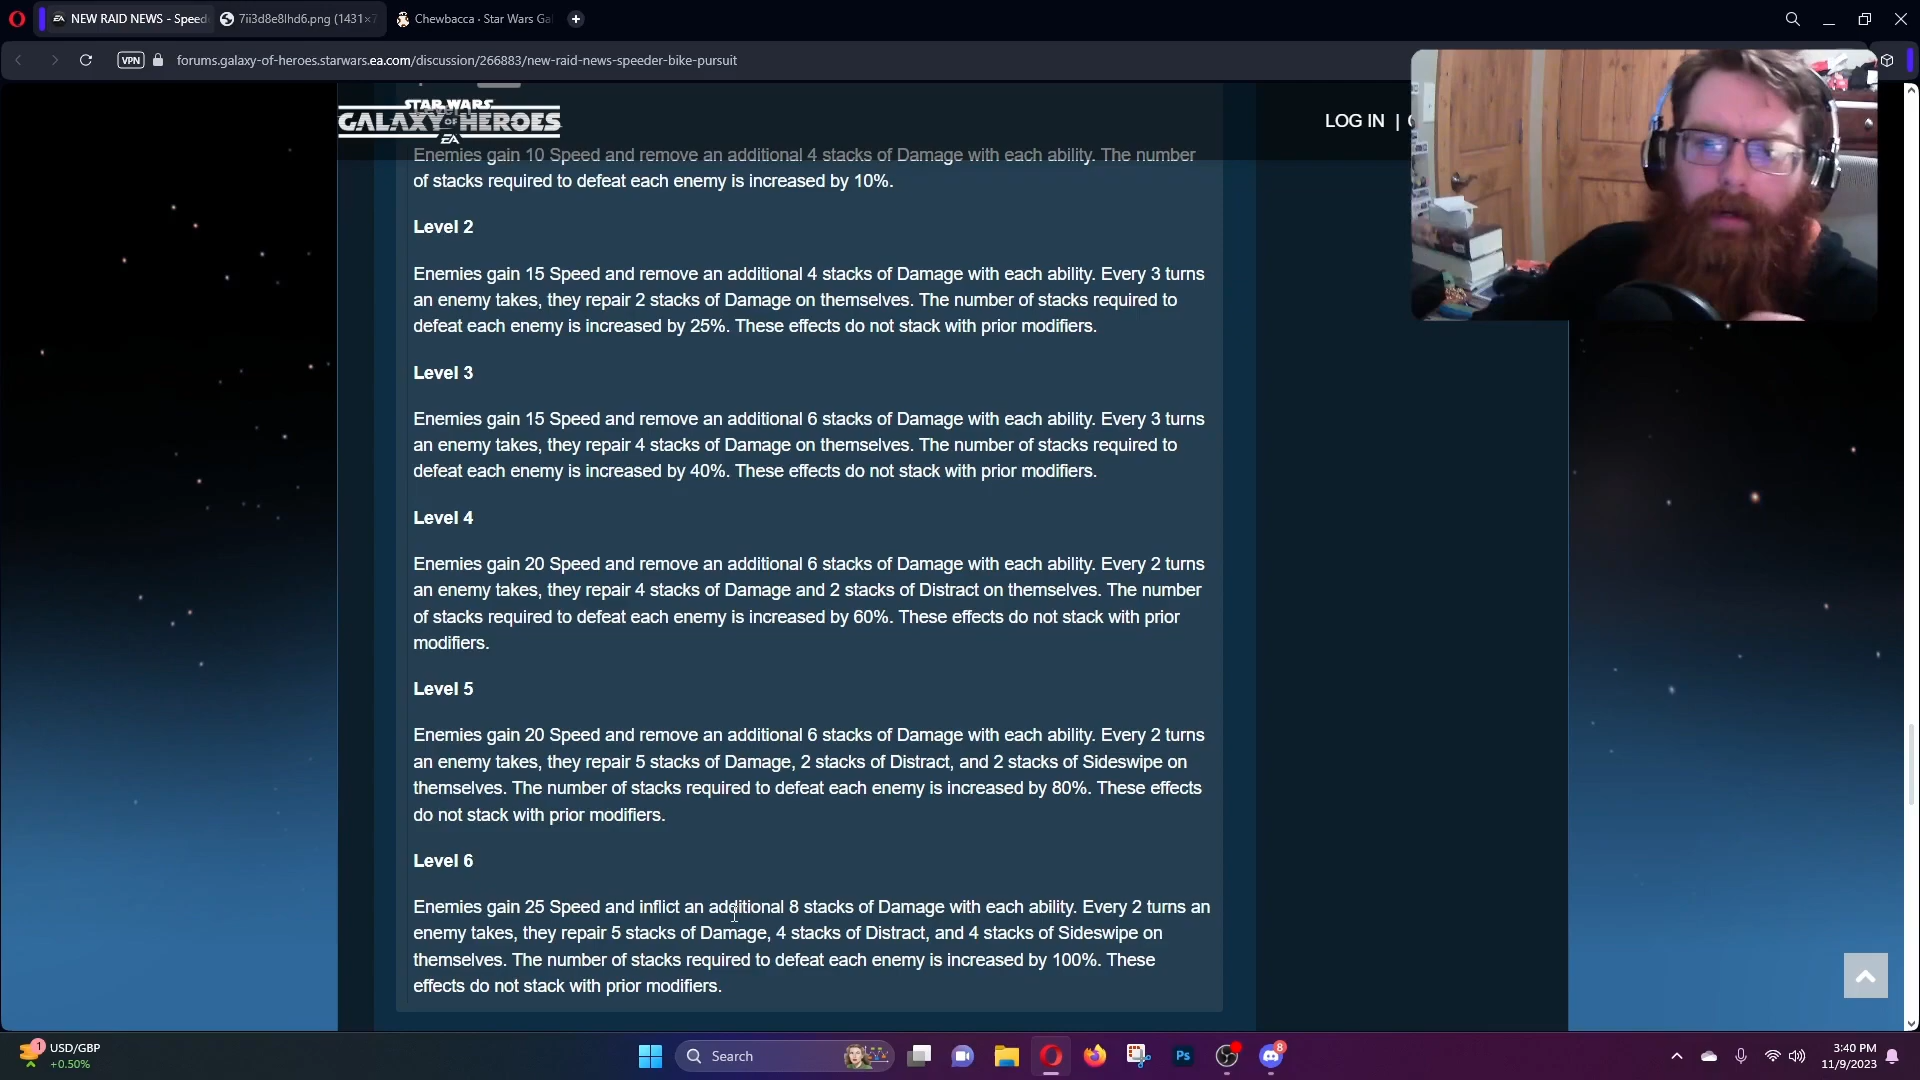 NEW RAID NEWS - Speed
7ii3d8e8lhd6.png (1431×7
Chewbacca · Star Wars Ga
VPN
forums.galaxy-of-heroes.starwars.ea.com/discussion/266883/new-raid-news-speeder-bike-pursuit
STAR WARS
GALAXY OF HEROES
EA
LOG IN |
Enemies gain 10 Speed and remove an additional 4 stacks of Damage with each ability. The number
of stacks required to defeat each enemy is increased by 10%.
Level 2
Enemies gain 15 Speed and remove an additional 4 stacks of Damage with each ability. Every 3 turns
an enemy takes, they repair 2 stacks of Damage on themselves. The number of stacks required to
defeat each enemy is increased by 25%. These effects do not stack with prior modifiers.
Level 3
Enemies gain 15 Speed and remove an additional 6 stacks of Damage with each ability. Every 3 turns
an enemy takes, they repair 4 stacks of Damage on themselves. The number of stacks required to
defeat each enemy is increased by 40%. These effects do not stack with prior modifiers.
Level 4
Enemies gain 20 Speed and remove an additional 6 stacks of Damage with each ability. Every 2 turns
an enemy takes, they repair 4 stacks of Damage and 2 stacks of Distract on themselves. The number
of stacks required to defeat each enemy is increased by 60%. These effects do not stack with prior
modifiers.
Level 5
Enemies gain 20 Speed and remove an additional 6 stacks of Damage with each ability. Every 2 turns
an enemy takes, they repair 5 stacks of Damage, 2 stacks of Distract, and 2 stacks of Sideswipe on
themselves. The number of stacks required to defeat each enemy is increased by 80%. These effects
do not stack with prior modifiers.
Level 6
Enemies gain 25 Speed and inflict an additional 8 stacks of Damage with each ability. Every 2 turns an
enemy takes, they repair 5 stacks of Damage, 4 stacks of Distract, and 4 stacks of Sideswipe on
themselves. The number of stacks required to defeat each enemy is increased by 100%. These
effects do not stack with prior modifiers.
1
USD/GBP
+0.50%
Search
Ps
8
3:40 PM
11/9/2023